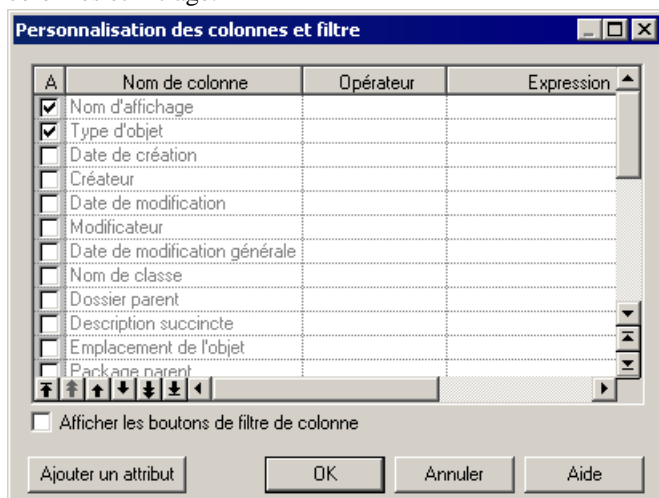 Personnalisation des colonnes et filtre
A Nom de colonne Opérateur Expression
Nom d'affichage
Type d'objet
Date de création
Créateur
Date de modification
Modificateur
Date de modification générale
Nom de classe
Dossier parent
Description succincte
Emplacement de l'objet
Package parent
Afficher les boutons de filtre de colonne
Ajouter un attribut OK Annuler Aide